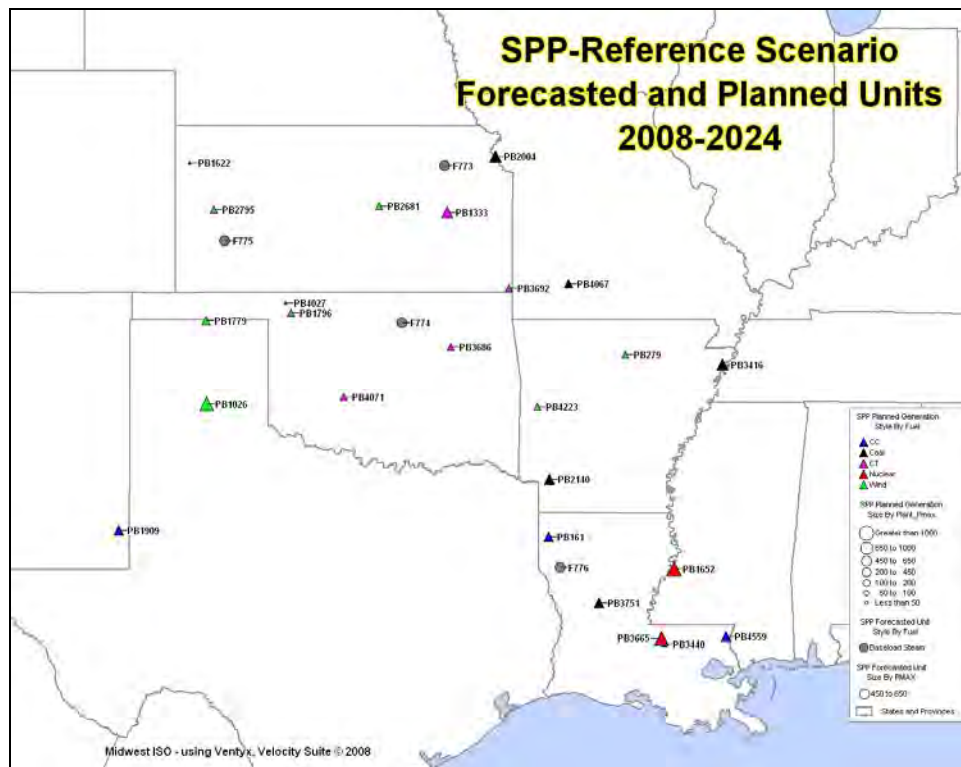 SPP-Reference Scenario
Forecasted and Planned Units
2008-2024
PB2004
PB1622
F773
PB2795
PB2681
PB1333
F775
PB3692
PB4067
PB4027
PB1796
PB1779
F774
PB3686
PB279
PB3416
PB4071
PB1026
PB4223
PB2140
PB1909
PB161
F776
PB1652
PB3751
PB3665
PB3440
PB4559
SPP Planned Generation
Style By Fuel
CC
Coal
CT
Nuclear
Wind
SPP Planned Generation
Size By Plant_Pmax
Greater than 1000
650 to 1000
450 to 650
200 to 450
100 to 200
50 to 100
Less than 50
SPP Forecasted Unit
Style By Fuel
Baseload Steam
SPP Forecasted Unit
Size By PMAX
450 to 650
States and Provinces
Midwest ISO - using Ventyx, Velocity Suite © 2008